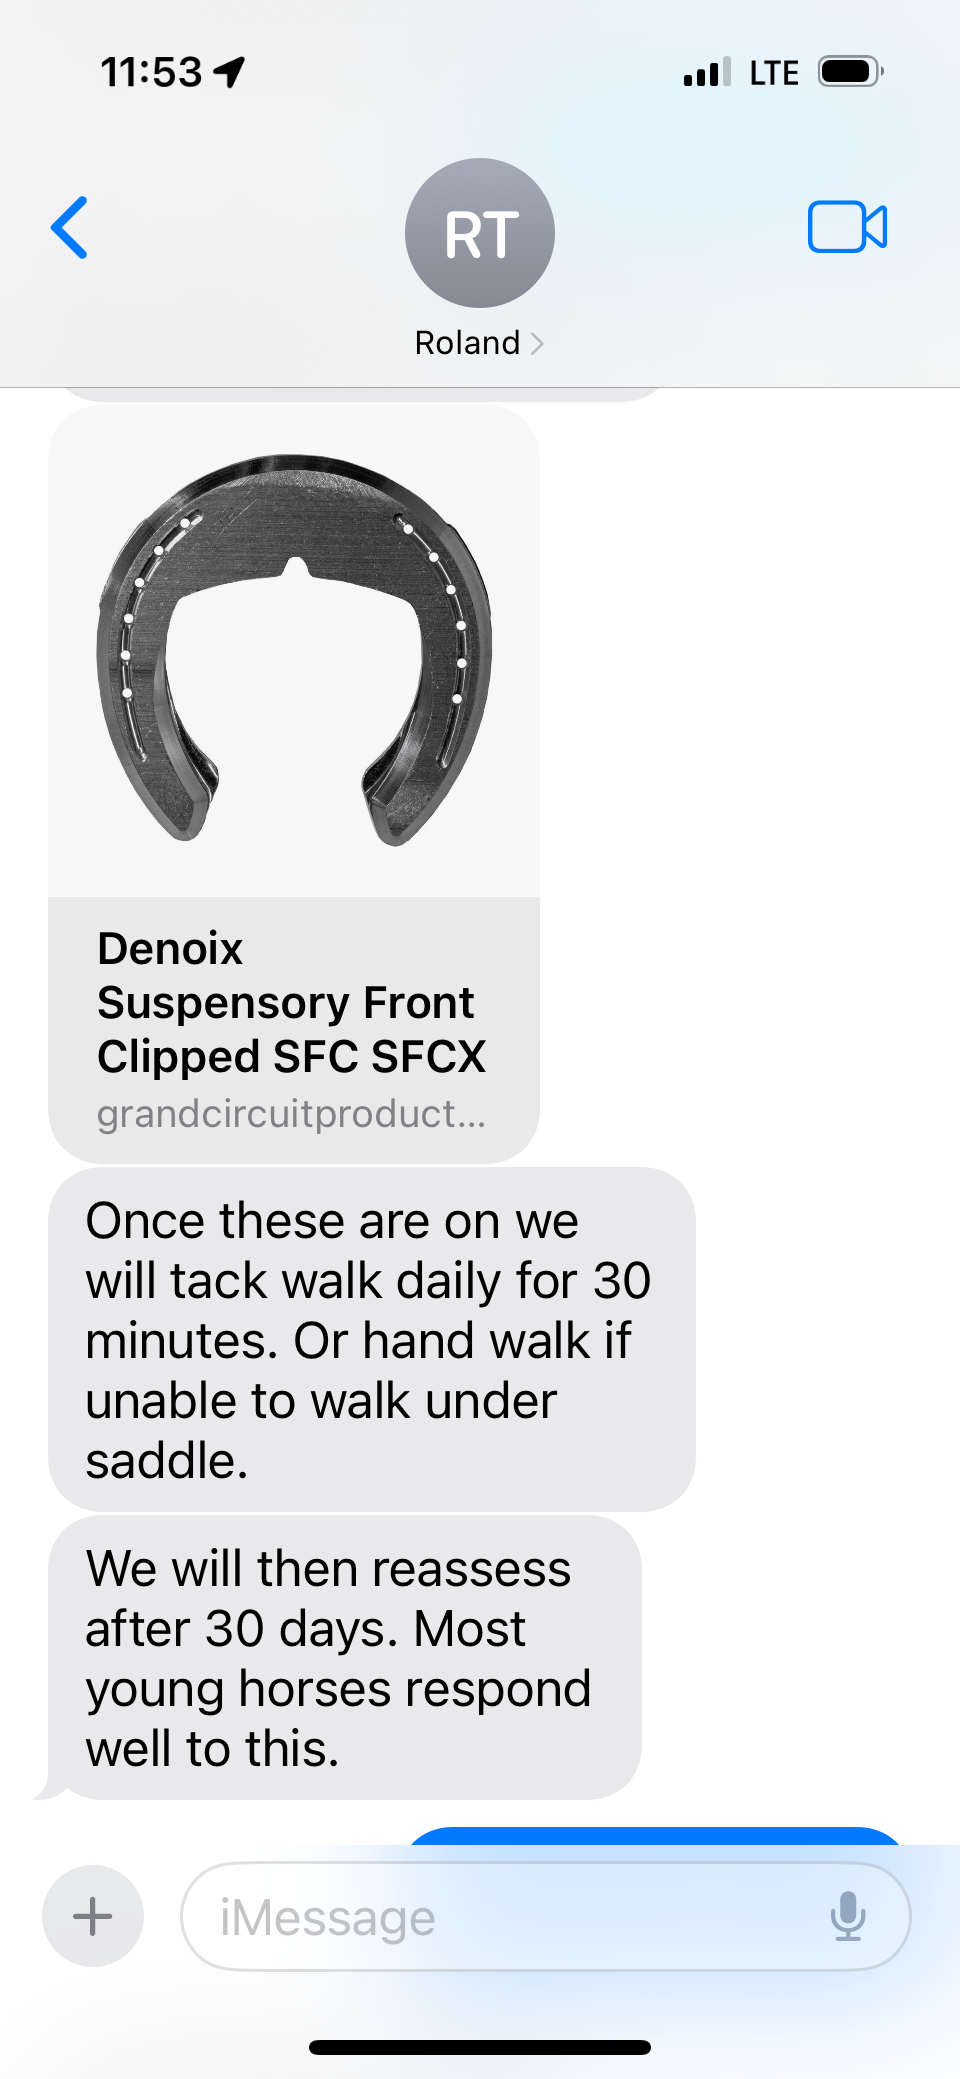 11:53
LTE
RT
Roland
Denoix
Suspensory Front
Clipped SFC SFCX
grandcircuitproduct...
Once these are on we
will tack walk daily for 30
minutes. Or hand walk if
unable to walk under
saddle.
We will then reassess
after 30 days. Most
young horses respond
well to this.
iMessage